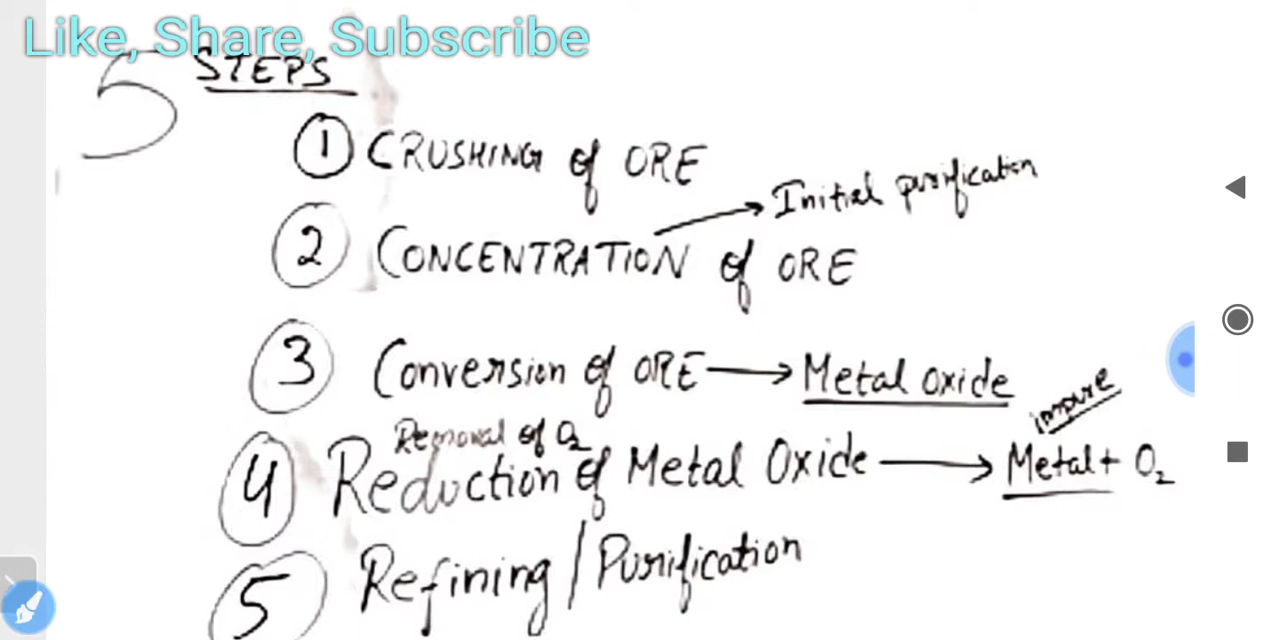 Like, Share, Subscribe
5 STEPS
1 CRUSHING of ORE
Initial purification
2 CONCENTRATION of ORE
3 Conversion of ORE → Metal oxide
impure
Removal of O₂
4 Reduction of Metal Oxide → Metal + O₂
5 Refining / Purification